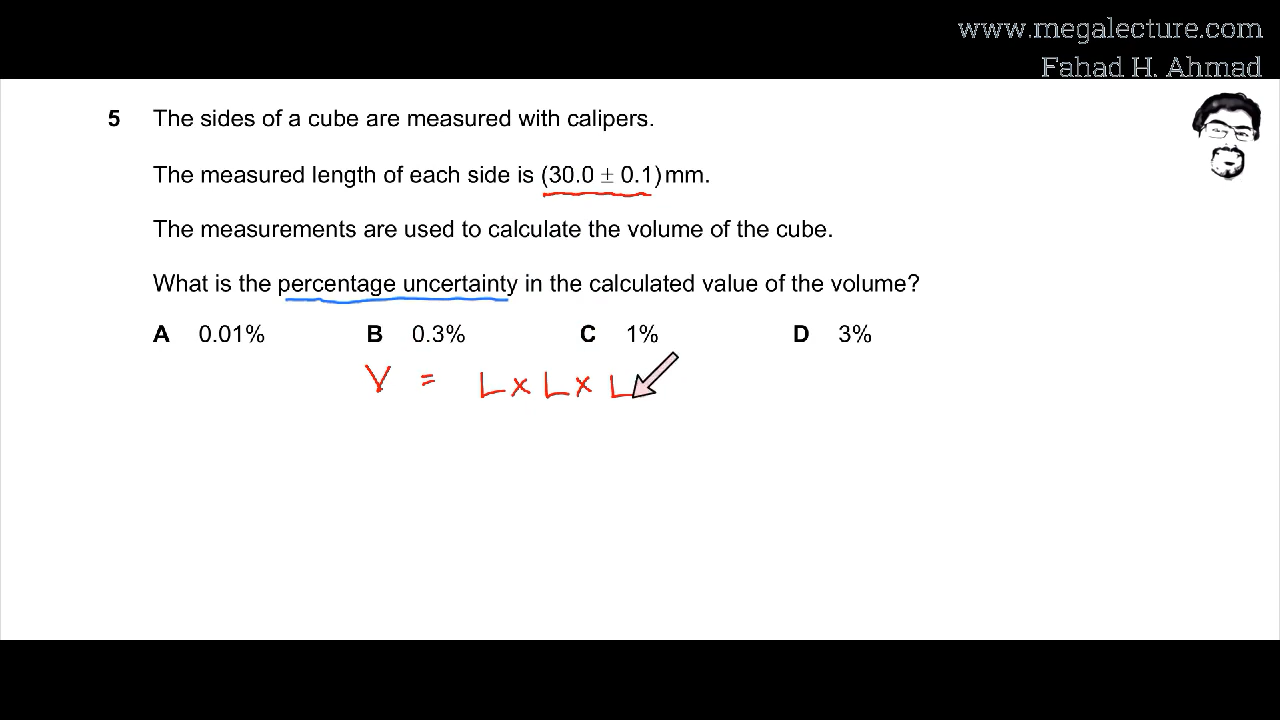 www.megalecture.com
Fahad H. Ahmad
5 The sides of a cube are measured with calipers.
The measured length of each side is (30.0 ± 0.1) mm.
The measurements are used to calculate the volume of the cube.
What is the percentage uncertainty in the calculated value of the volume?
A 0.01% B 0.3% C 1% D 3%
V = L x L x L